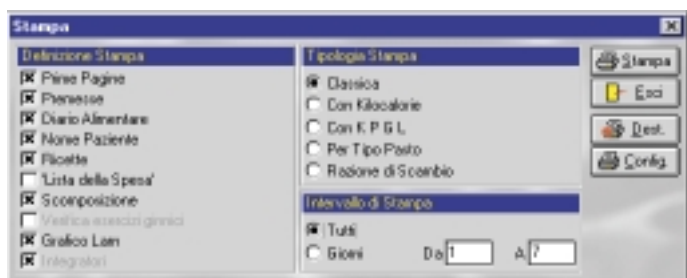 Stampa
Definizione Stampa
Prime Pagine
Premesse
Diario Alimentare
Nome Paziente
Ricette
'Lista della Spesa'
Scomposizione
Verifica esercizi ginnici
Grafico Larn
Integratori
Tipologia Stampa
Classica
Con Kilocalorie
Con K P G L
Per Tipo Pasto
Razione di Scambio
Intervallo di Stampa
Tutti
Giorni Da 1 A 7
Stampa
Esci
Dest.
Config.